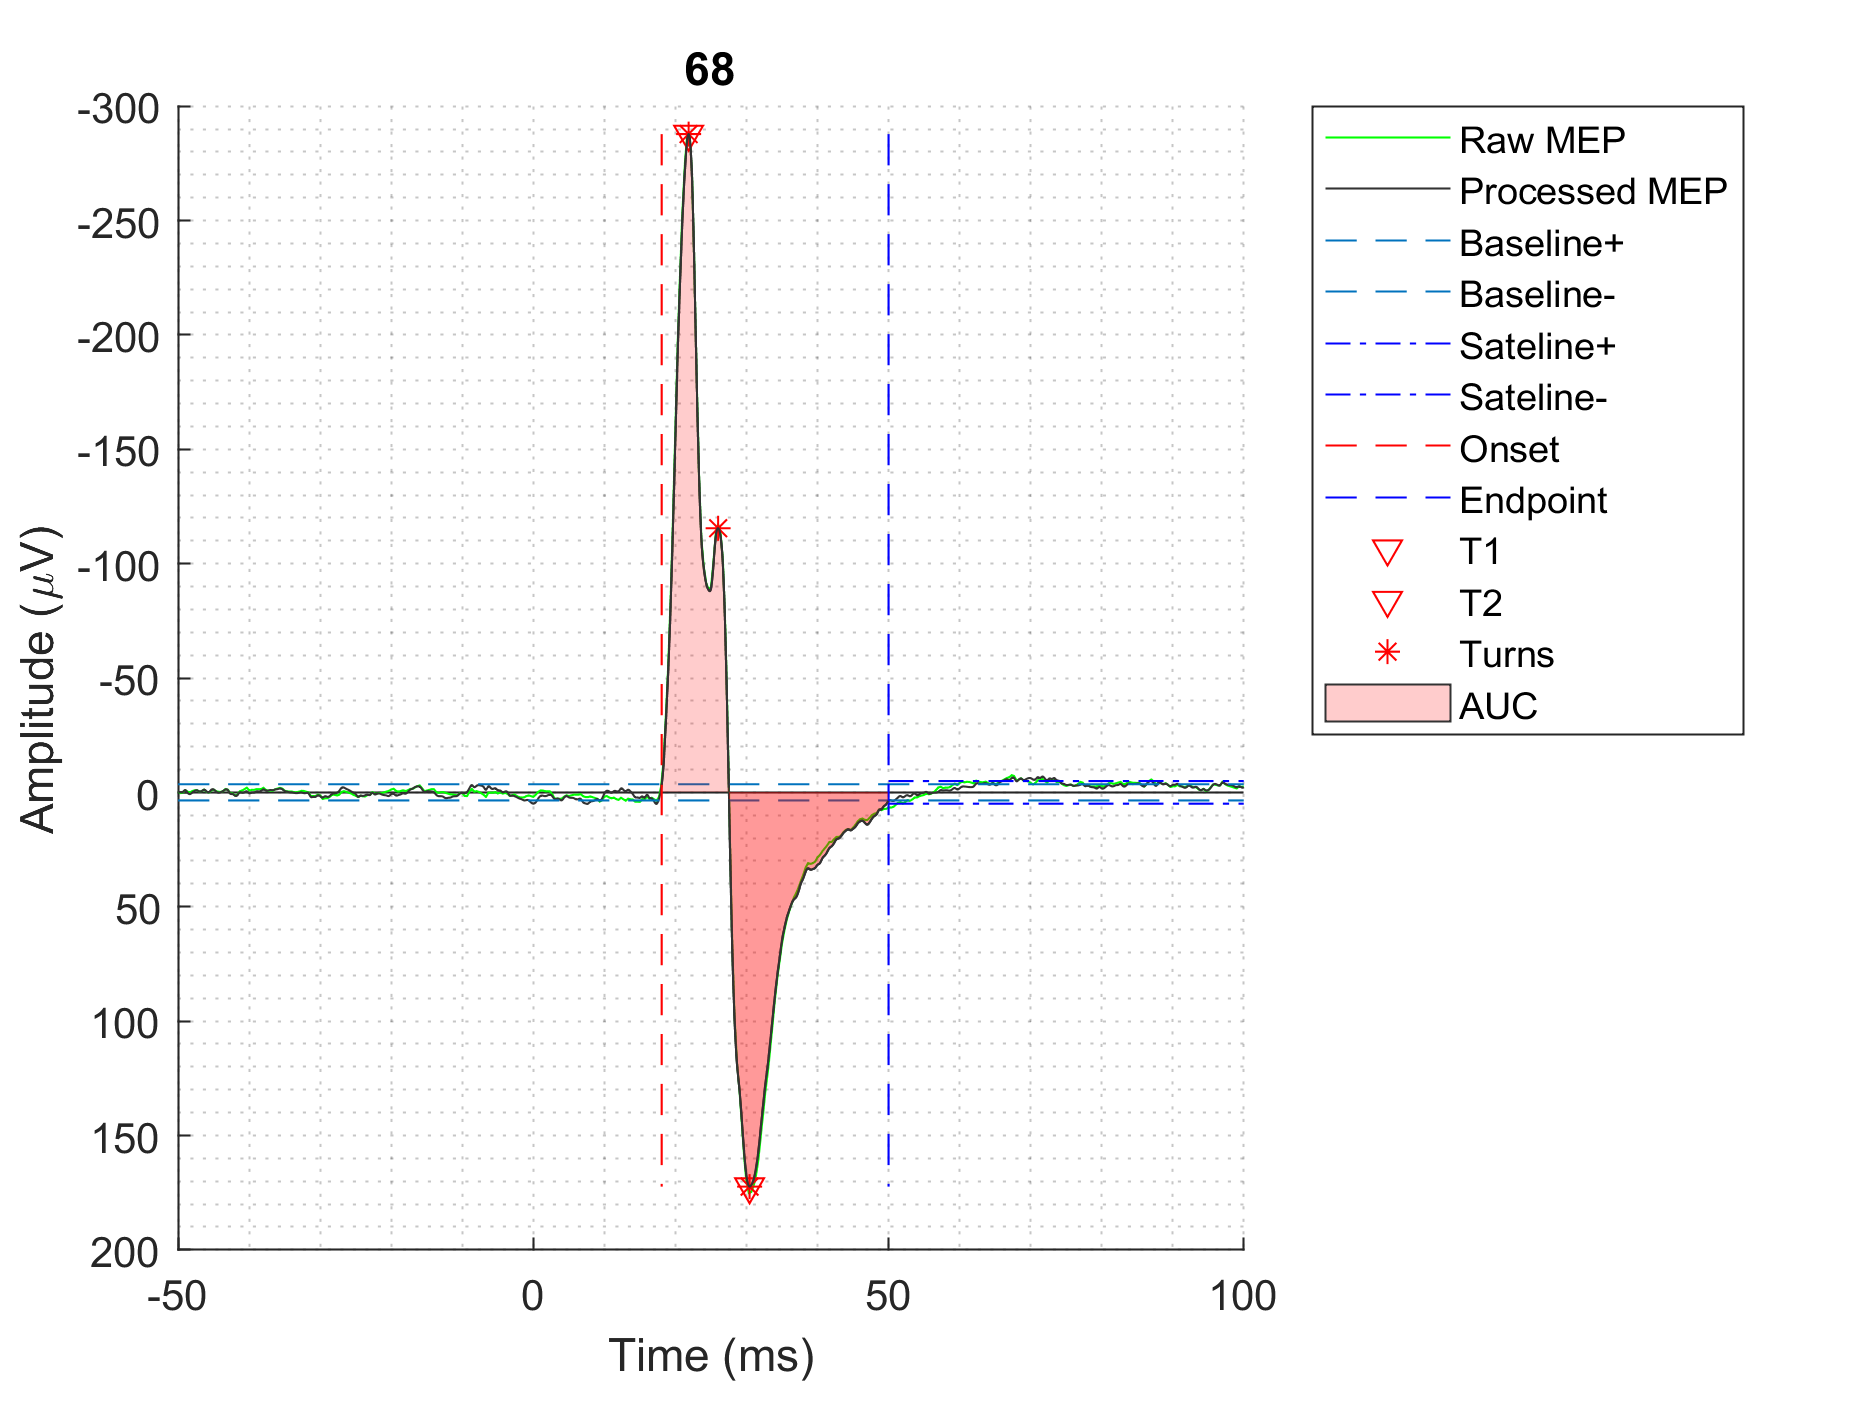 68
-300
-250
-200
-150
-100
-50
0
50
100
150
200
-50
0
50
100
Time (ms)
Amplitude (μV)
Raw MEP
Processed MEP
Baseline+
Baseline-
Sateline+
Sateline-
Onset
Endpoint
T1
T2
Turns
AUC